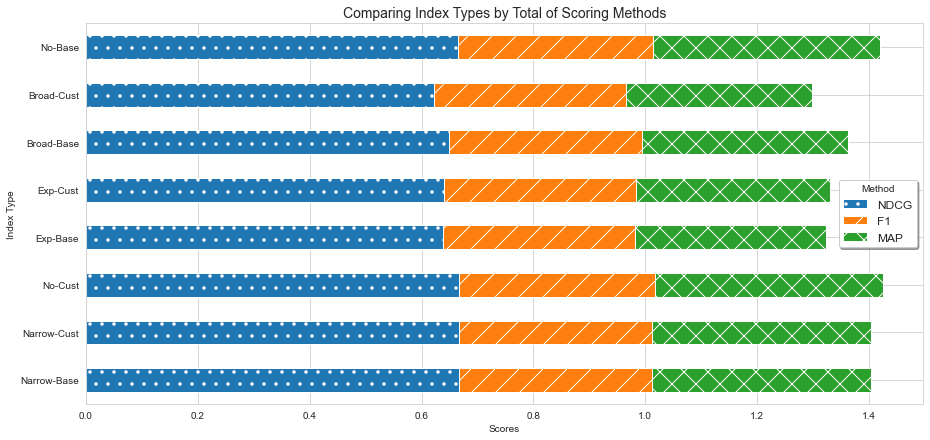 Comparing Index Types by Total of Scoring Methods
No-Base
Broad-Cust
Broad-Base
Exp-Cust
Exp-Base
No-Cust
Narrow-Cust
Narrow-Base
Index Type
Method
NDCG
F1
MAP
0.0 0.2 0.4 0.6 0.8 1.0 1.2 1.4
Scores